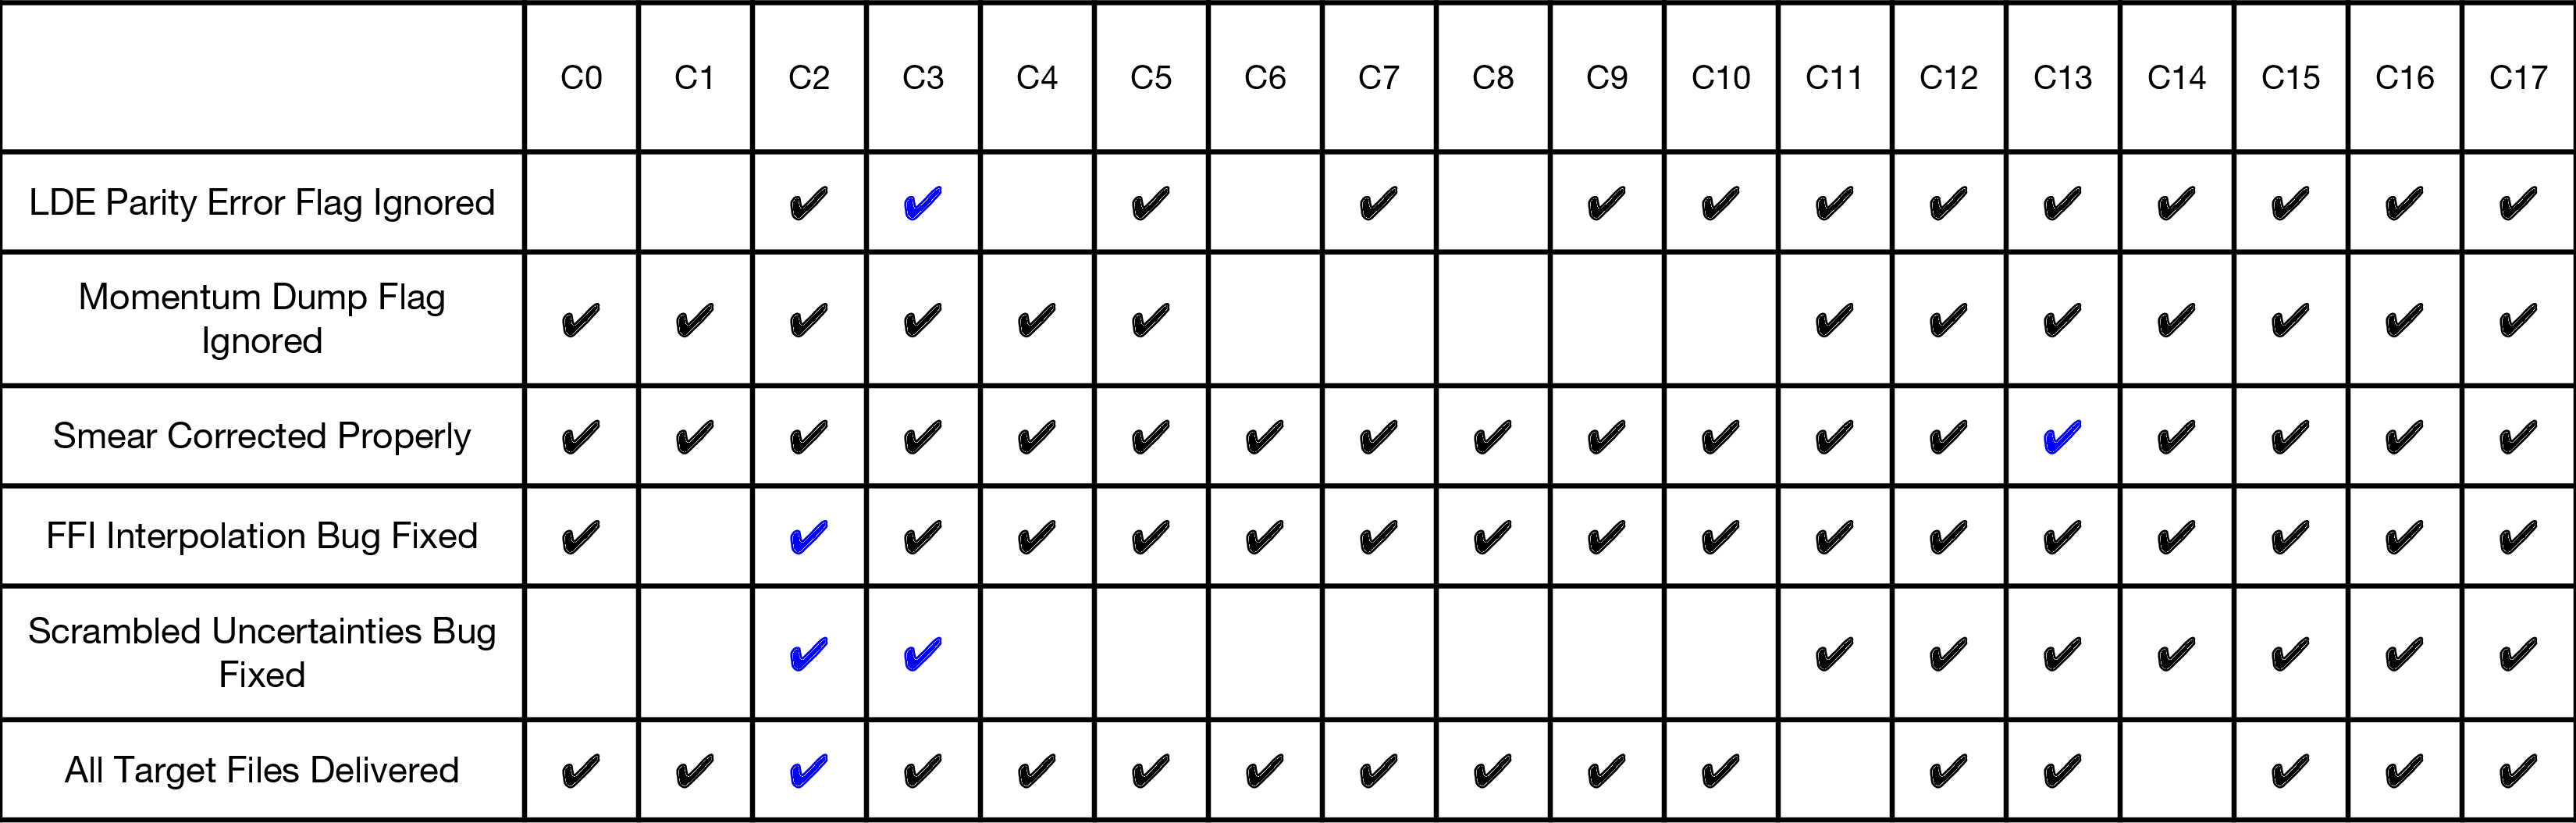 C0 C1 C2 C3 C4 C5 C6 C7 C8 C9 C10 C11 C12 C13 C14 C15 C16 C17
LDE Parity Error Flag Ignored ✔ ✔ ✔ ✔ ✔ ✔ ✔ ✔ ✔ ✔ ✔ ✔ ✔
Momentum Dump Flag
Ignored ✔ ✔ ✔ ✔ ✔ ✔ ✔ ✔ ✔ ✔ ✔ ✔ ✔
Smear Corrected Properly ✔ ✔ ✔ ✔ ✔ ✔ ✔ ✔ ✔ ✔ ✔ ✔ ✔ ✔ ✔ ✔ ✔ ✔
FFI Interpolation Bug Fixed ✔ ✔ ✔ ✔ ✔ ✔ ✔ ✔ ✔ ✔ ✔ ✔ ✔ ✔ ✔ ✔ ✔
Scrambled Uncertainties Bug
Fixed ✔ ✔ ✔ ✔ ✔ ✔ ✔ ✔ ✔
All Target Files Delivered ✔ ✔ ✔ ✔ ✔ ✔ ✔ ✔ ✔ ✔ ✔ ✔ ✔ ✔ ✔ ✔